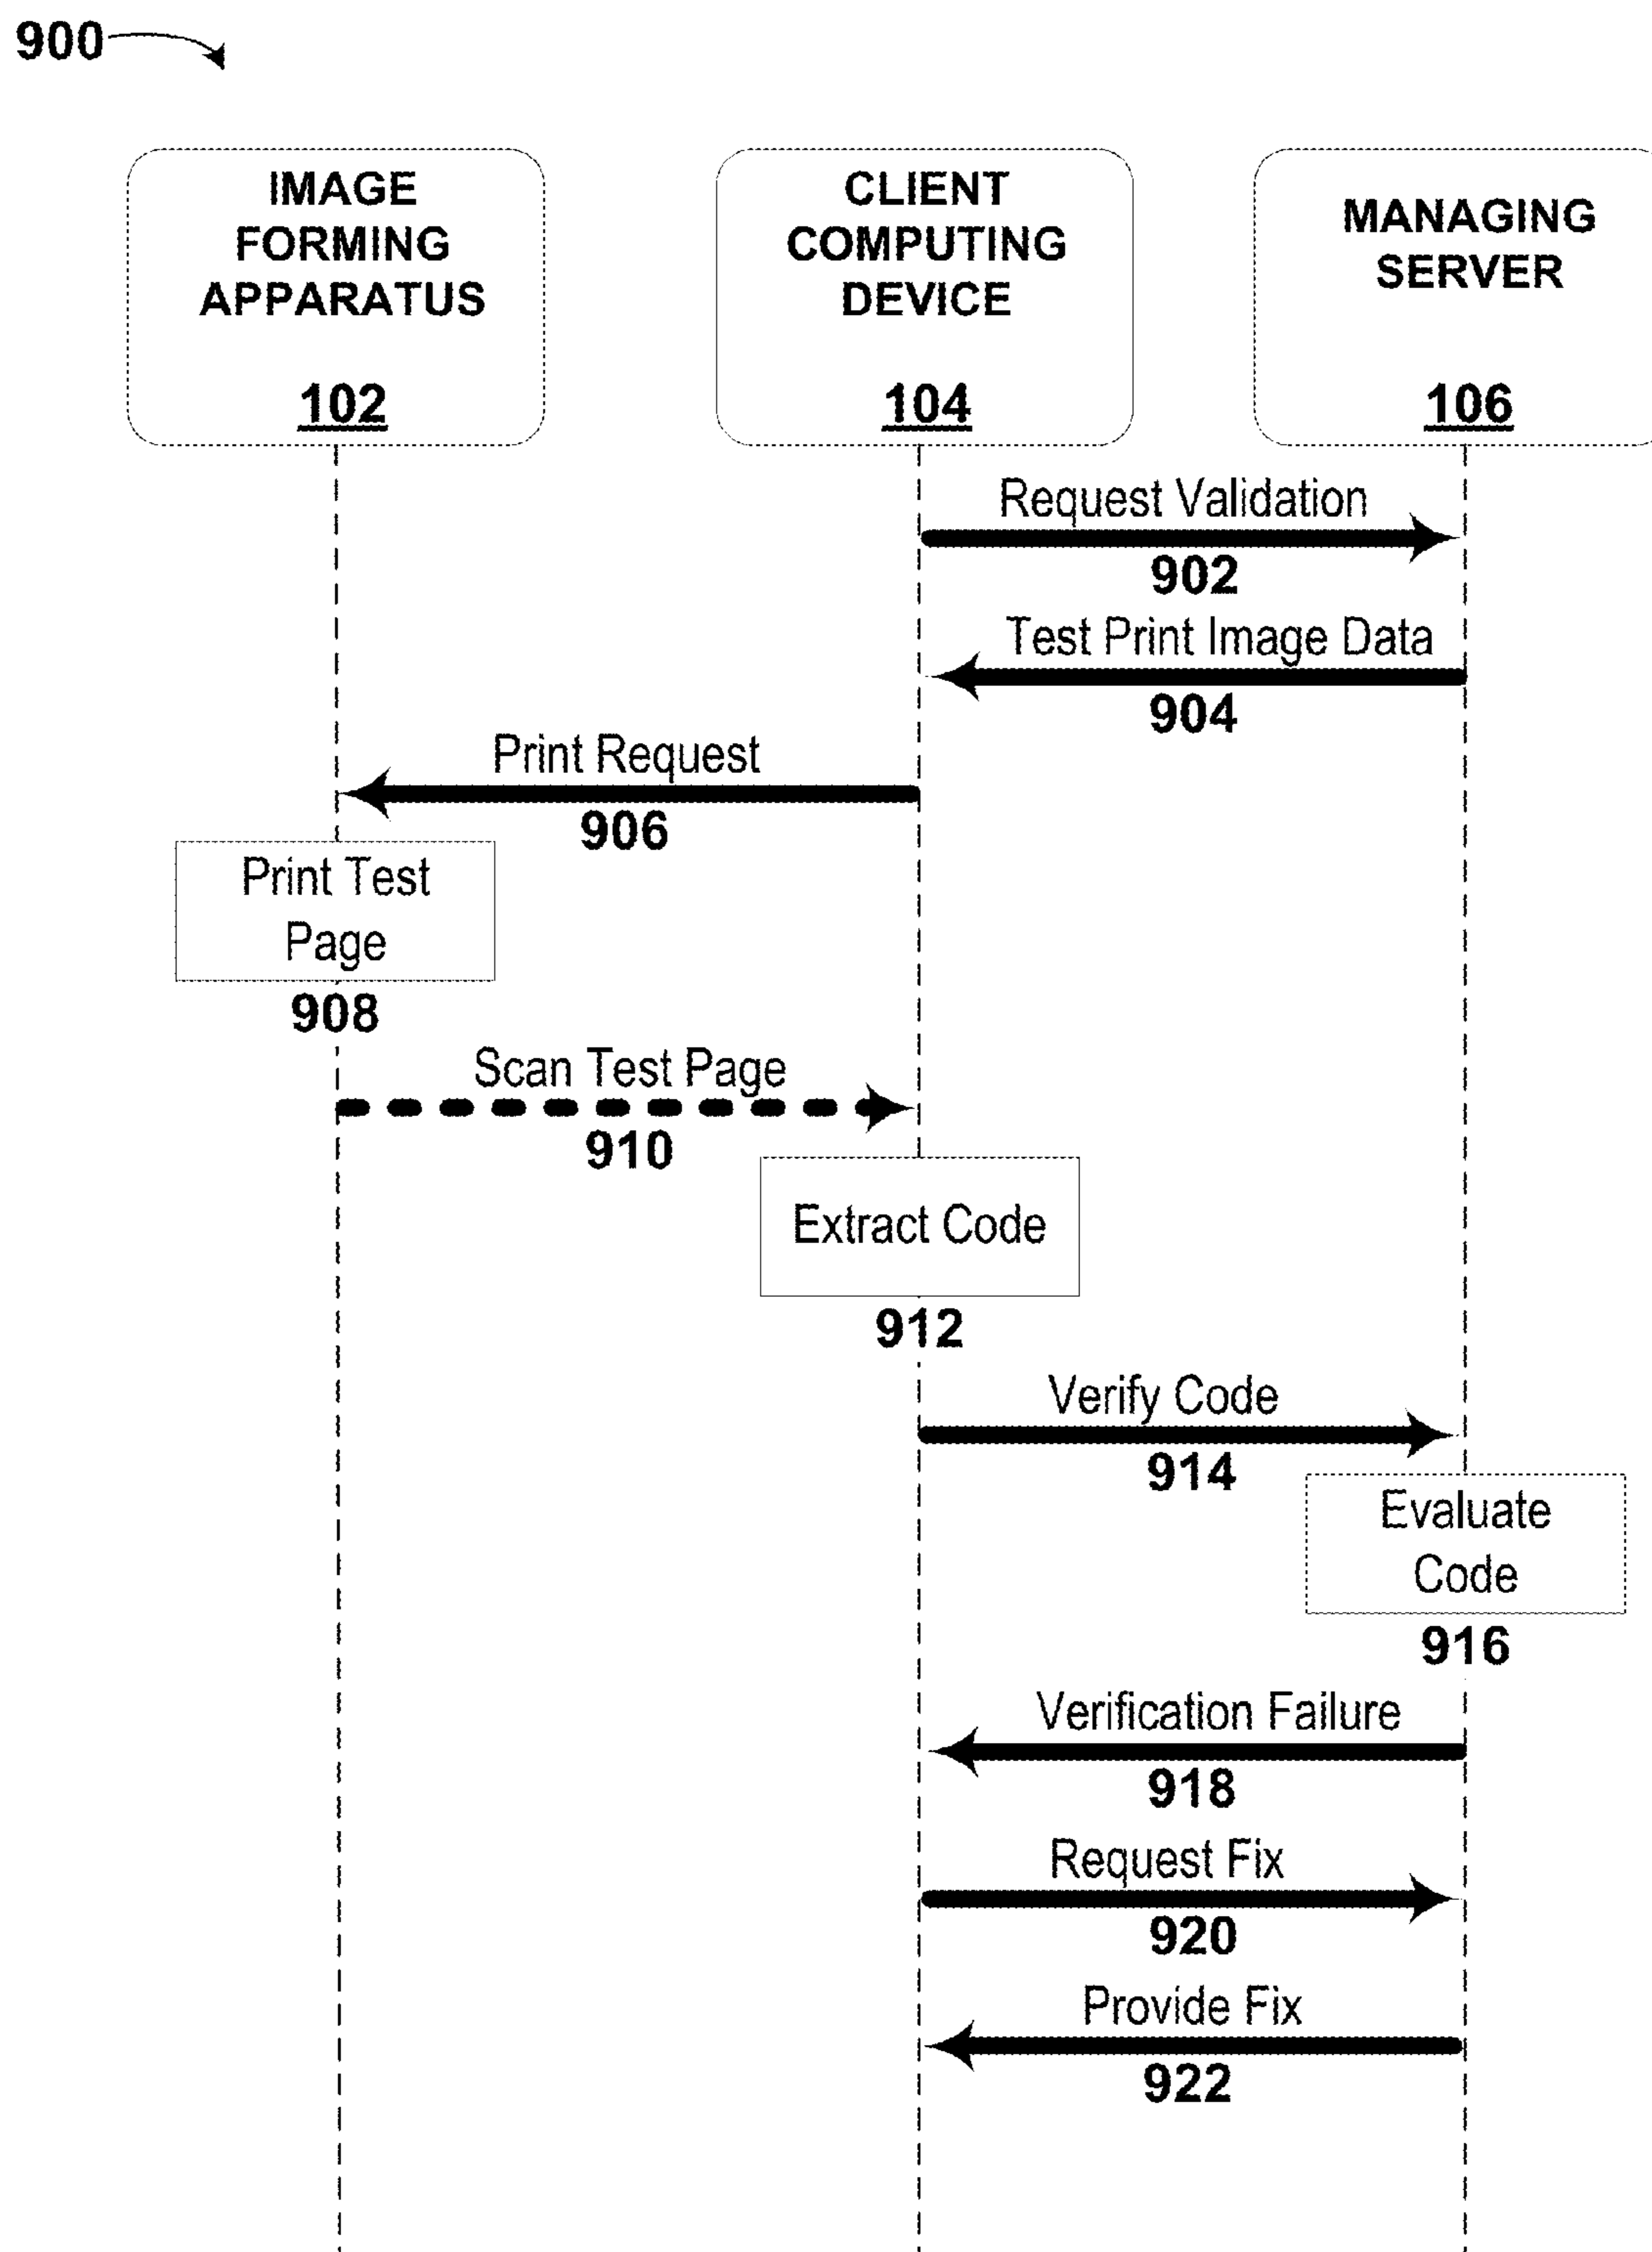 900
IMAGE
FORMING
APPARATUS
102
CLIENT
COMPUTING
DEVICE
104
MANAGING
SERVER
106
Request Validation
902
Test Print Image Data
904
Print Request
906
Print Test
Page
908
Scan Test Page
910
Extract Code
912
Verify Code
914
Evaluate
Code
916
Verification Failure
918
Request Fix
920
Provide Fix
922